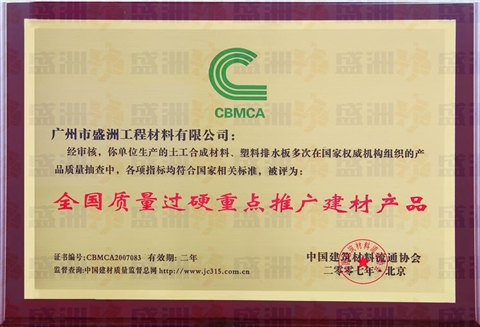 CBMCA
广州市盛洲工程材料有限公司：
经审核，你单位生产的土工合成材料、塑料排水板多次在国家权威机构组织的产
品质量抽查中，各项指标均符合国家相关标准，被评为：
全国质量过硬重点推广建材产品
证书编号：CBMCA2007083 有效期：二年
监督查询：中国建材质量监督总网http://www.jc315.com.cn
中国建筑材料流通协会
二零零七年 北京